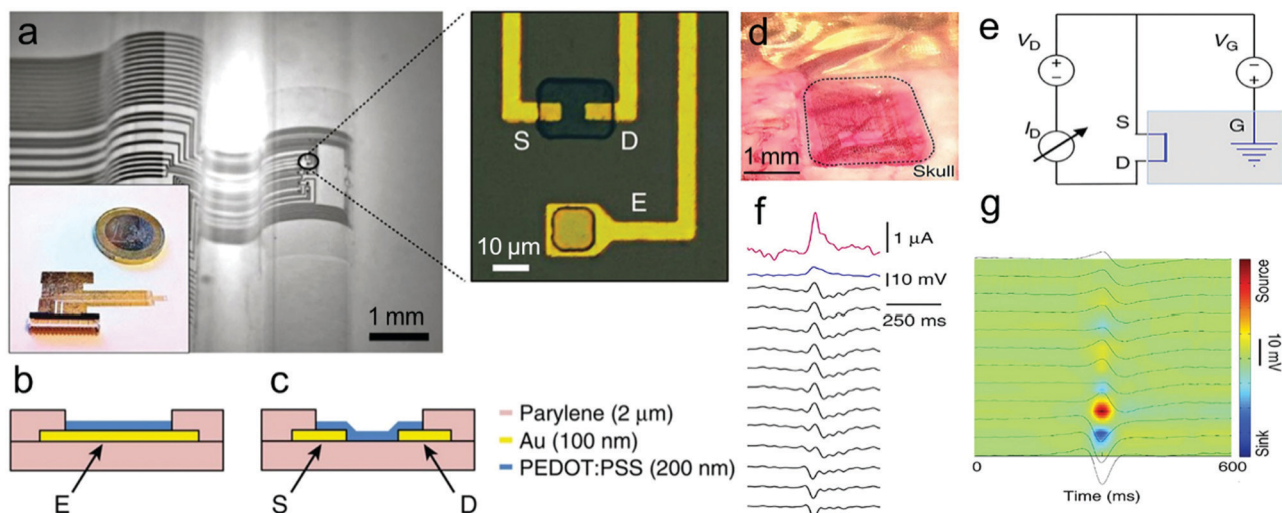 a
1 mm
S
D
E
10 μm
d
Skull
1 mm
e
V_D
+
−
V_G
−
+
I_D
S
D
G
f
1 μA
10 mV
250 ms
g
Source
10 mV
Sink
0
600
Time (ms)
b
E
c
S
D
Parylene (2 μm)
Au (100 nm)
PEDOT:PSS (200 nm)